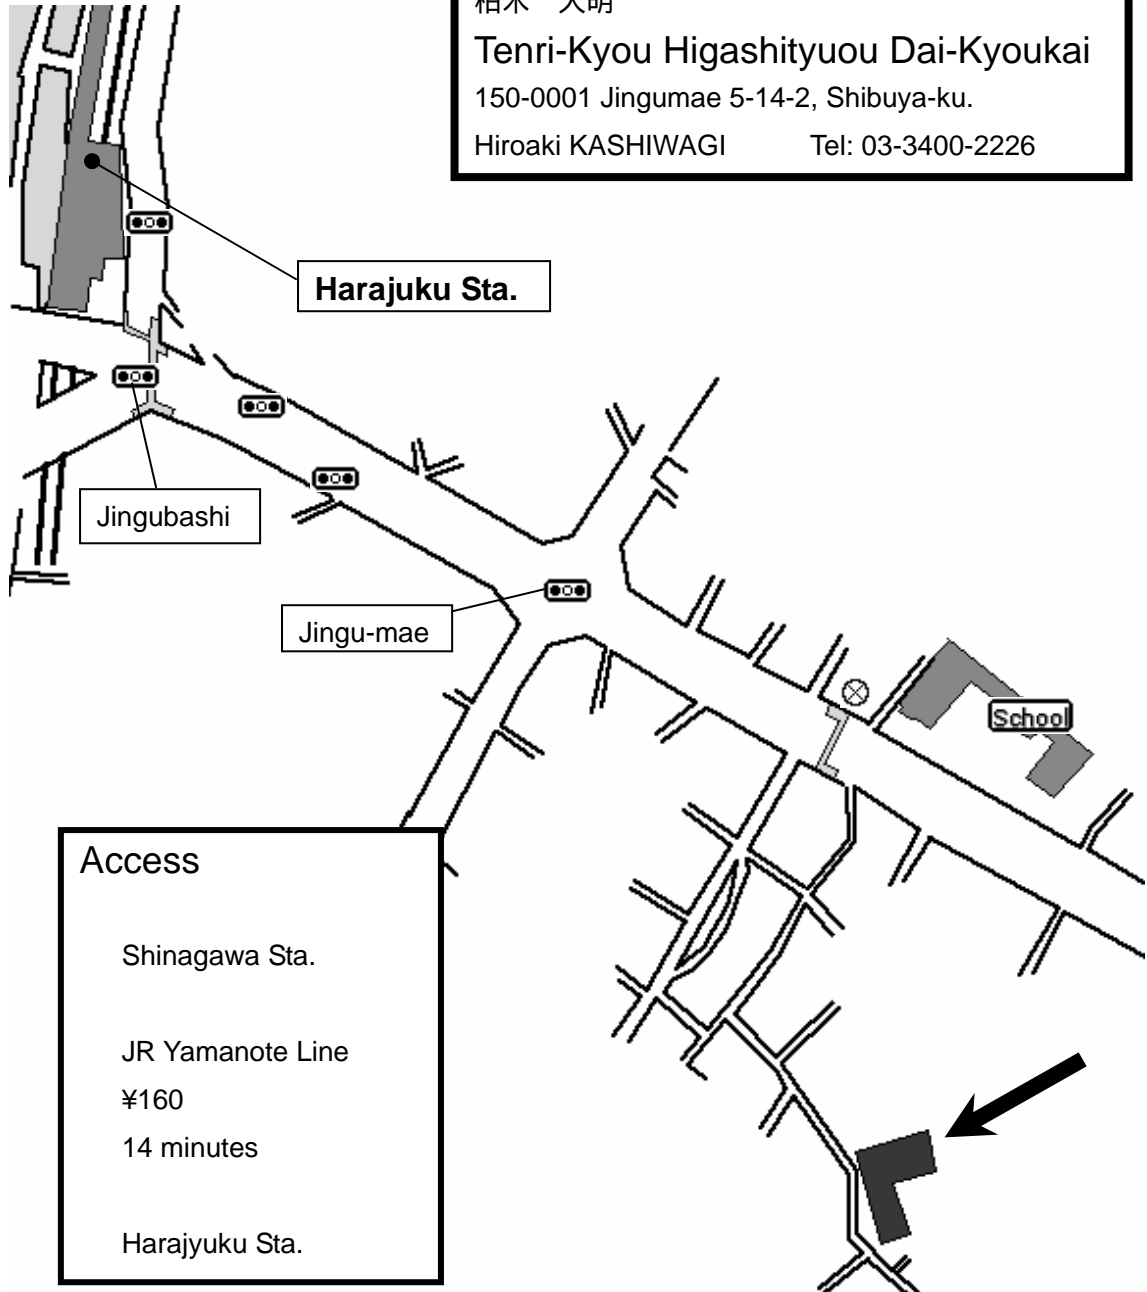 Tenri-Kyou Higashityuou Dai-Kyoukai
150-0001 Jingumae 5-14-2, Shibuya-ku.
Hiroaki KASHIWAGI Tel: 03-3400-2226
Harajuku Sta.
Jingubashi
Jingu-mae
School
Access
Shinagawa Sta.
JR Yamanote Line
¥160
14 minutes
Harajyuku Sta.